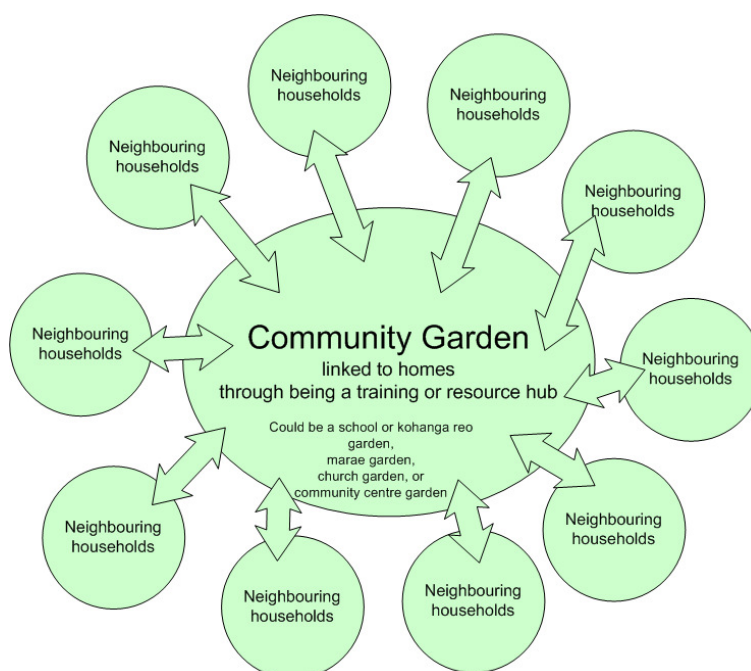 Neighbouring
households
Neighbouring
households
Neighbouring
households
Neighbouring
households
Neighbouring
households
Neighbouring
households
Community Garden
linked to homes
through being a training or resource hub
Could be a school or kohanga reo
garden,
marae garden,
church garden, or
community centre garden
Neighbouring
households
Neighbouring
households
Neighbouring
households
Neighbouring
households